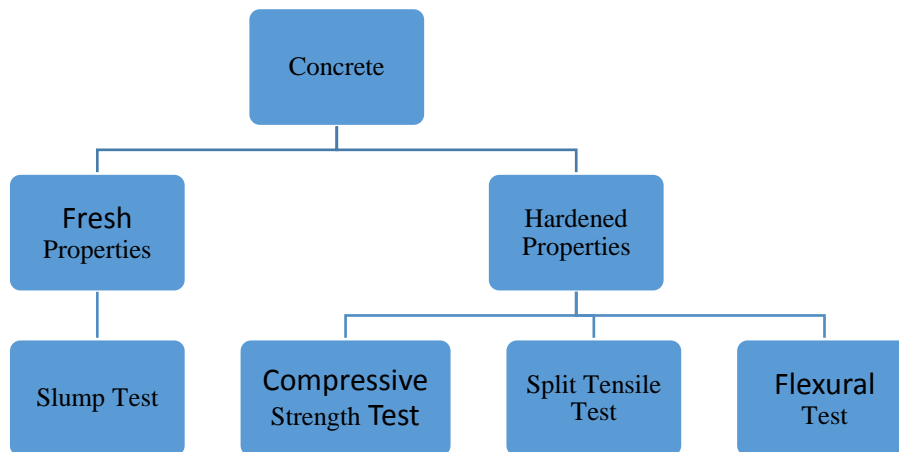 Concrete
Fresh
Properties
Hardened
Properties
Slump Test
Compressive
Strength Test
Split Tensile
Test
Flexural
Test